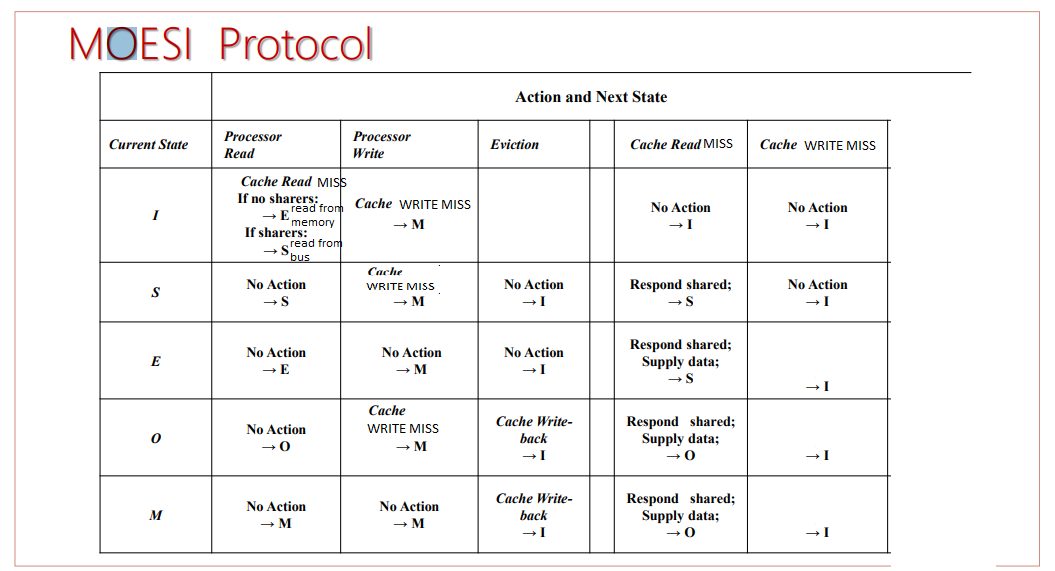 MOESI Protocol
Action and Next State
Current State
Processor
Read
Processor
Write
Eviction
Cache Read MISS
Cache WRITE MISS
I
Cache Read MISS
If no sharers:
→ E read from
memory
If sharers:
→ S read from
bus
Cache WRITE MISS
→ M
No Action
→ I
No Action
→ I
S
No Action
→ S
Cache
WRITE MISS
→ M
No Action
→ I
Respond shared;
→ S
No Action
→ I
E
No Action
→ E
No Action
→ M
No Action
→ I
Respond shared;
Supply data;
→ S
→ I
O
No Action
→ O
Cache
WRITE MISS
→ M
Cache Write-
back
→ I
Respond shared;
Supply data;
→ O
→ I
M
No Action
→ M
No Action
→ M
Cache Write-
back
→ I
Respond shared;
Supply data;
→ O
→ I